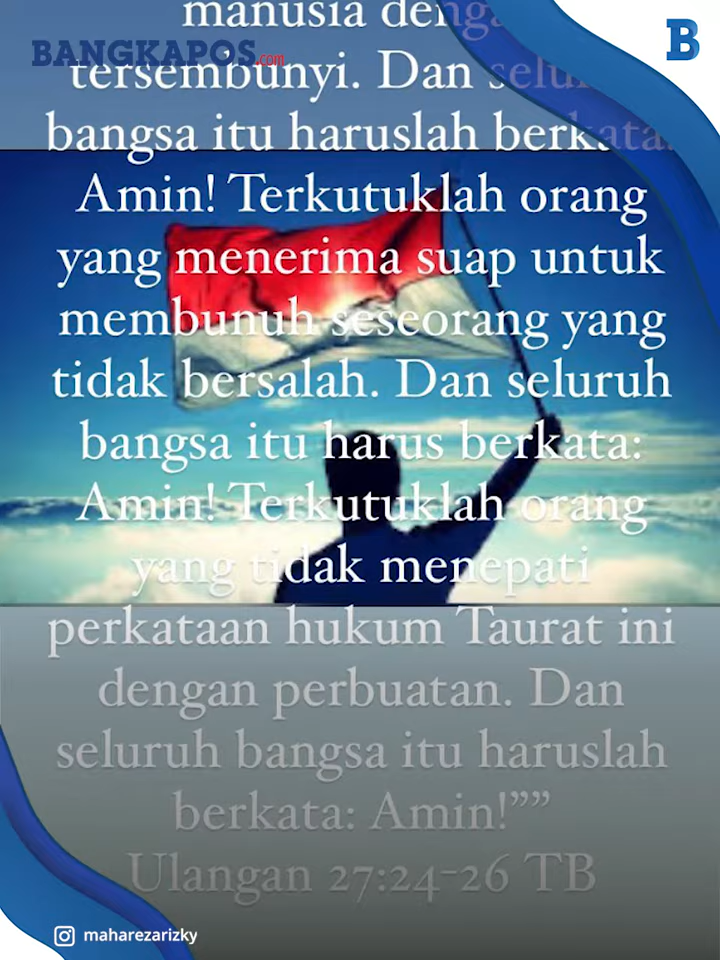 manusia
BANGKAPOS.com
B
tersembunyi. Dan
bangsa itu haruslah berkata:
Amin! Terkutuklah orang
yang menerima suap untuk
membunuh seseorang yang
tidak bersalah. Dan seluruh
bangsa itu harus berkata:
Amin! Terkutuklah orang
yang tidak menepati
perkataan hukum Taurat ini
dengan perbuatan. Dan
seluruh bangsa itu haruslah
berkata: Amin!””
Ulangan 27:24-26 TB
maharezarizky